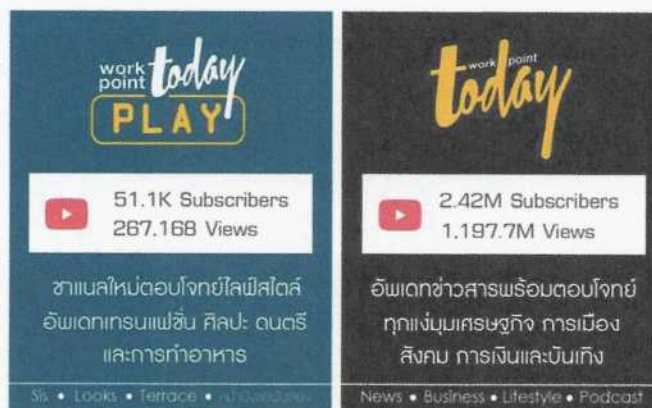 work
point today
PLAY
51.1K Subscribers
267.168 Views
ชาแนลใหม่ตอบโจทย์ไลฟ์สไตล์
อัพเดทเทรนแฟชั่น ศิลปะ ดนตรี
และการทำอาหาร
Sis • Looks • Terrace •
work point
today
2.42M Subscribers
1,197.7M Views
อัพเดทข่าวสารพร้อมตอบโจทย์
ทุกแง่มุมเศรษฐกิจ การเมือง
สังคม การเงินและบันเทิง
News • Business • Lifestyle • Podcast